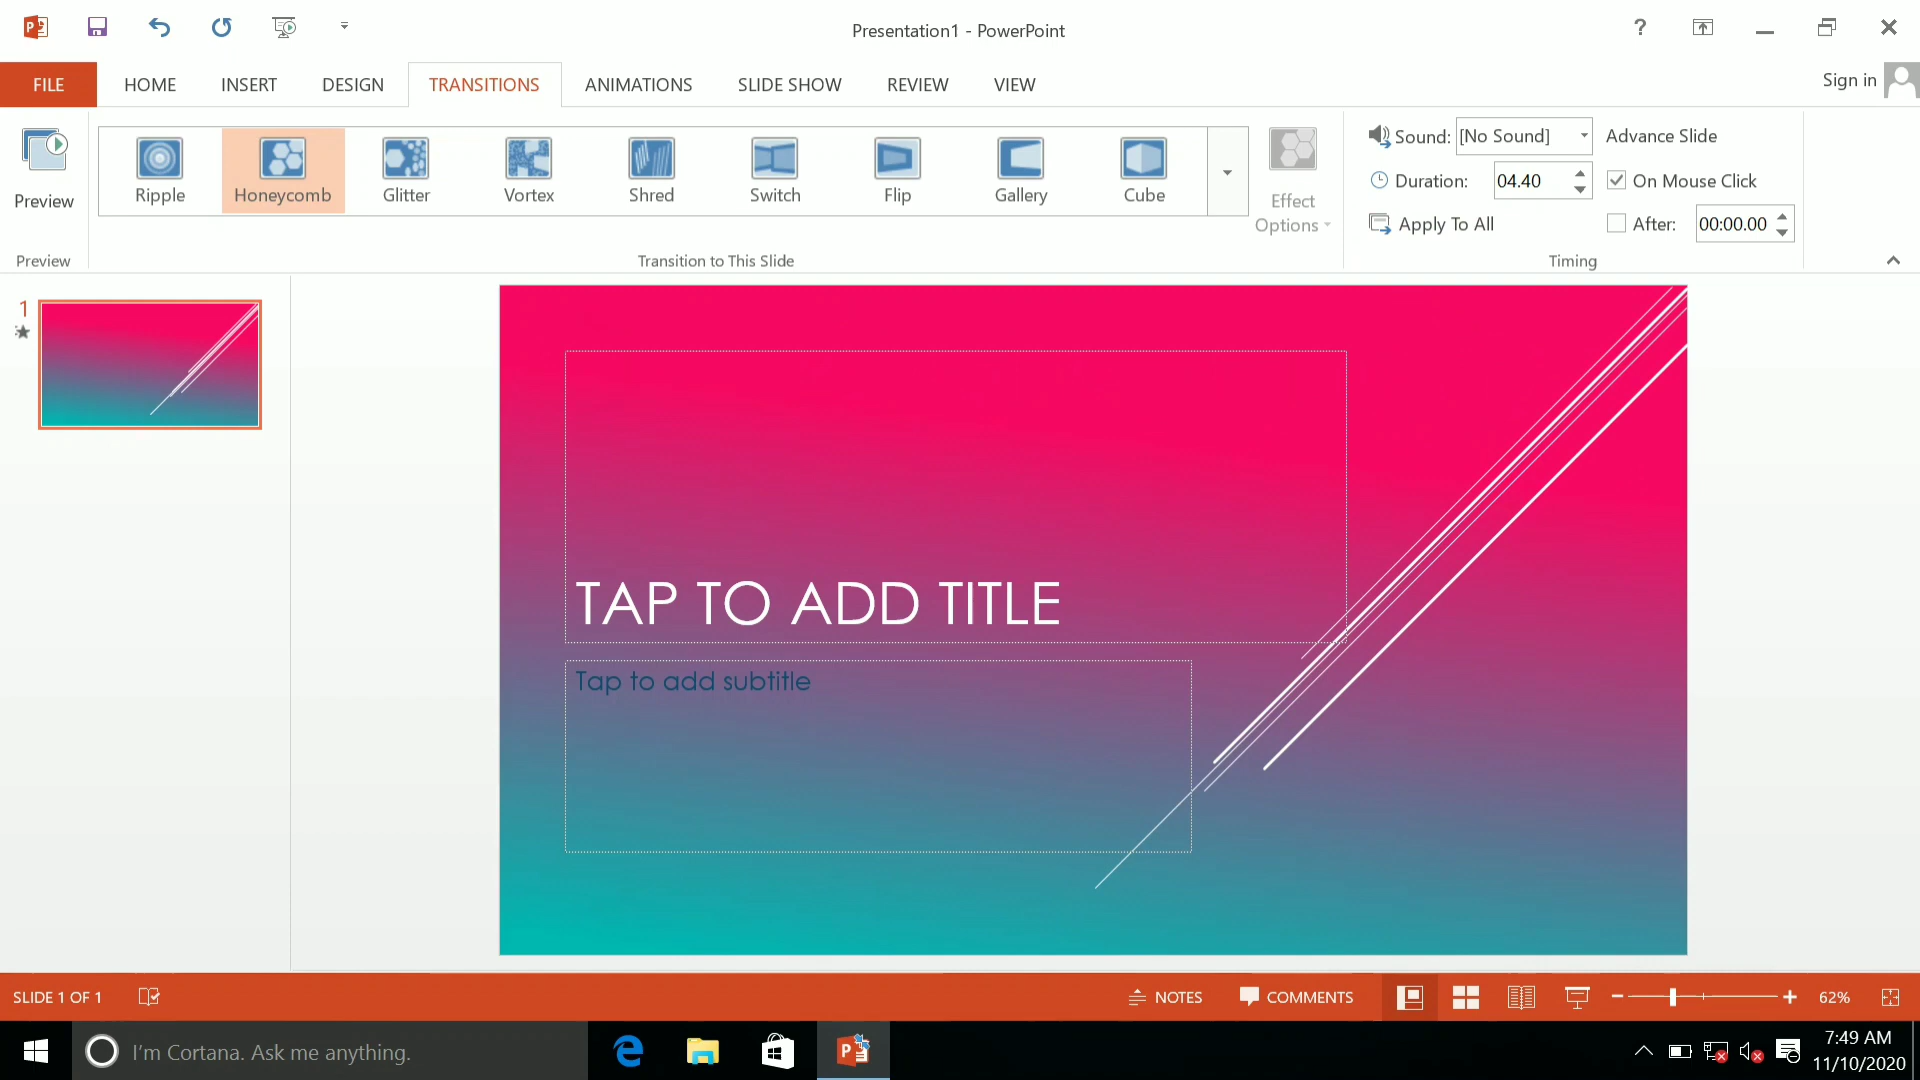 Presentation1 - PowerPoint
?
FILE HOME INSERT DESIGN TRANSITIONS ANIMATIONS SLIDE SHOW REVIEW VIEW
Sign in
Preview
Ripple Honeycomb Glitter Vortex Shred Switch Flip Gallery Cube
Effect Options
Sound: [No Sound]
Duration: 04.40
Apply To All
Advance Slide
On Mouse Click
After: 00:00.00
Preview
Transition to This Slide
Timing
1
TAP TO ADD TITLE
Tap to add subtitle
SLIDE 1 OF 1
NOTES COMMENTS
62%
I'm Cortana. Ask me anything.
7:49 AM
11/10/2020